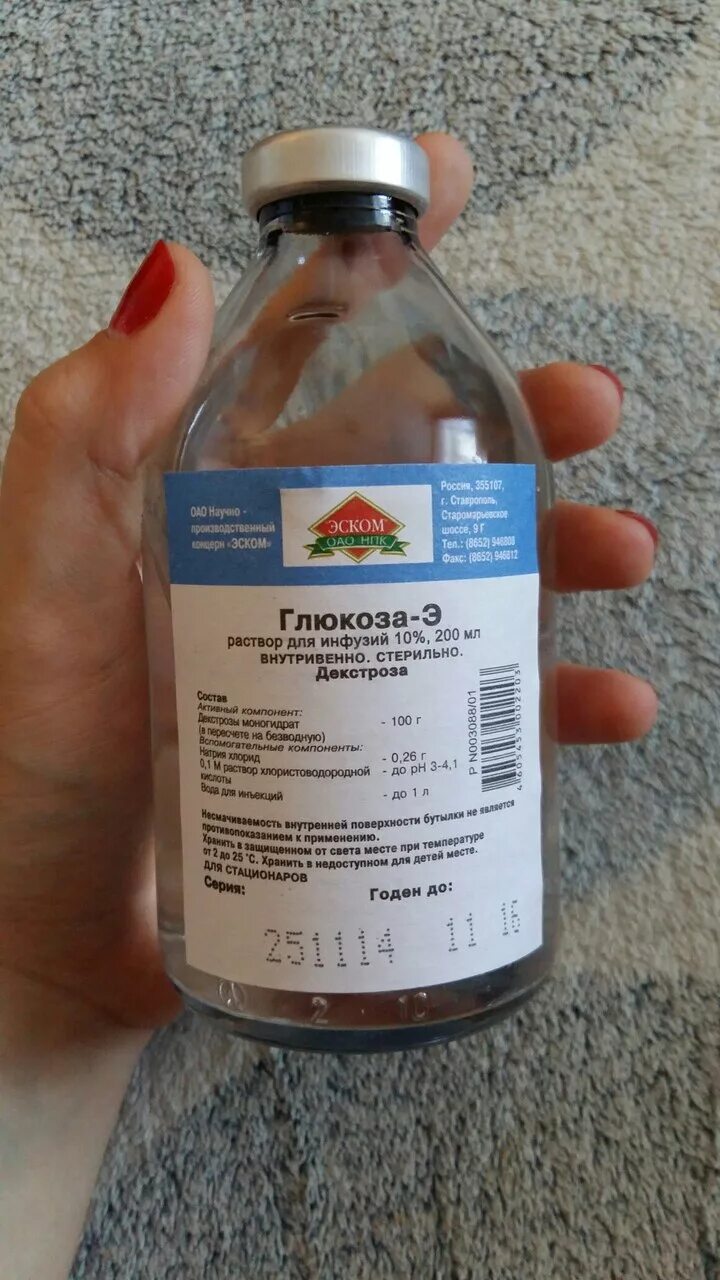 ОАО Научно -
производственный
концерн «ЭСКОМ»
ЭСКОМ
ОАО НПК
Россия, 355107,
г. Ставрополь,
Старомарьевское
шоссе, 9 Г
Тел.: (8652) 946808
Факс: (8652) 946812
Глюкоза-Э
раствор для инфузий 10%, 200 мл
ВНУТРИВЕННО. СТЕРИЛЬНО.
Декстроза
Состав
Активный компонент:
Декстрозы моногидрат - 100 г
(в пересчете на безводную)
Вспомогательные компоненты:
Натрия хлорид - 0,26 г
0,1 М раствор хлористоводородной - до рН 3-4,1
кислоты
Вода для инъекций - до 1 л
Р N003088/01
4605453002203
Несмачиваемость внутренней поверхности бутылки не является
противопоказанием к применению.
Хранить в защищенном от света месте при температуре
от 2 до 25 °С. Хранить в недоступном для детей месте.
ДЛЯ СТАЦИОНАРОВ
Серия: Годен до:
251114 11 16
2 · 10